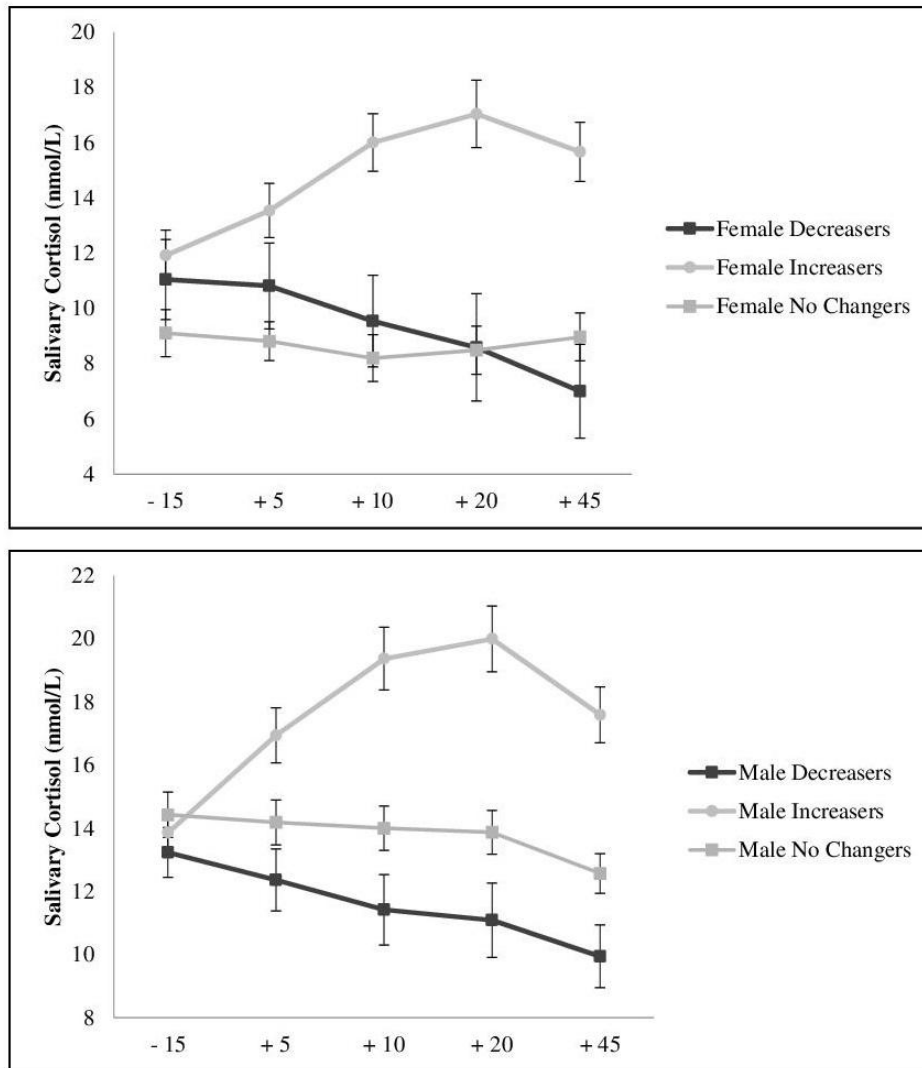 20
18
16
14
12
10
8
6
4
Salivary Cortisol (nmol/L)
- 15 + 5 + 10 + 20 + 45
Female Decreasers
Female Increasers
Female No Changers
22
20
18
16
14
12
10
8
Salivary Cortisol (nmol/L)
- 15 + 5 + 10 + 20 + 45
Male Decreasers
Male Increasers
Male No Changers